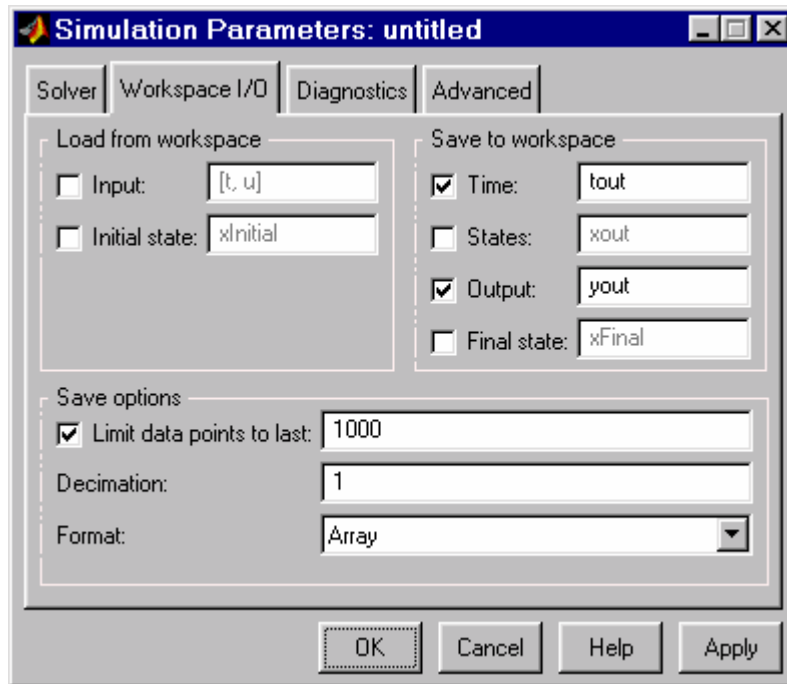 Simulation Parameters: untitled
Solver Workspace I/O Diagnostics Advanced
Load from workspace
Input: [t, u]
Initial state: xInitial
Save to workspace
Time: tout
States: xout
Output: yout
Final state: xFinal
Save options
Limit data points to last: 1000
Decimation: 1
Format: Array
OK Cancel Help Apply